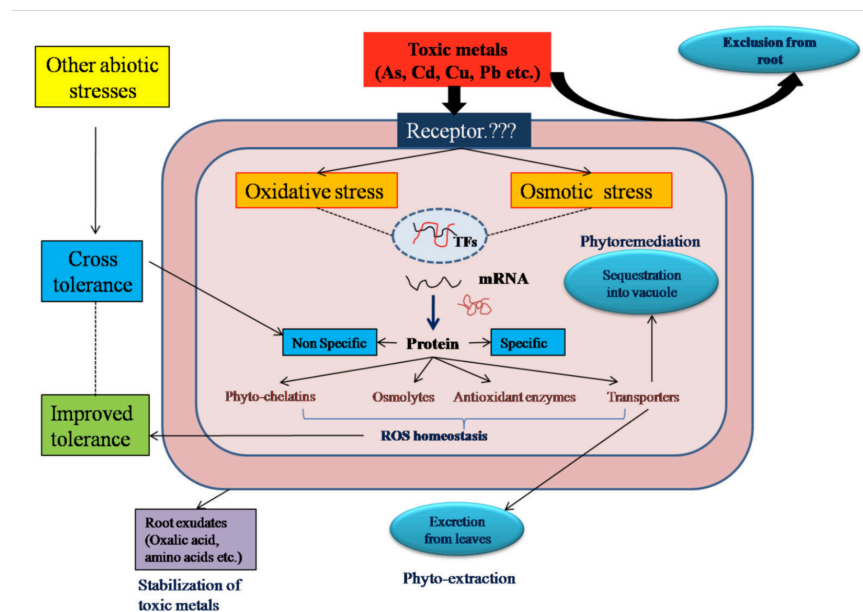 Toxic metals
(As, Cd, Cu, Pb etc.)
Exclusion from
root
Other abiotic
stresses
Receptor.???
Oxidative stress
Osmotic stress
TFs
Phytoremediation
Sequestration
into vacuole
Cross
tolerance
mRNA
Non Specific
Protein
Specific
Phyto-chelatins
Osmolytes
Antioxidant enzymes
Transporters
Improved
tolerance
ROS homeostasis
Root exudates
(Oxalic acid,
amino acids etc.)
Stabilization of
toxic metals
Excretion
from leaves
Phyto-extraction